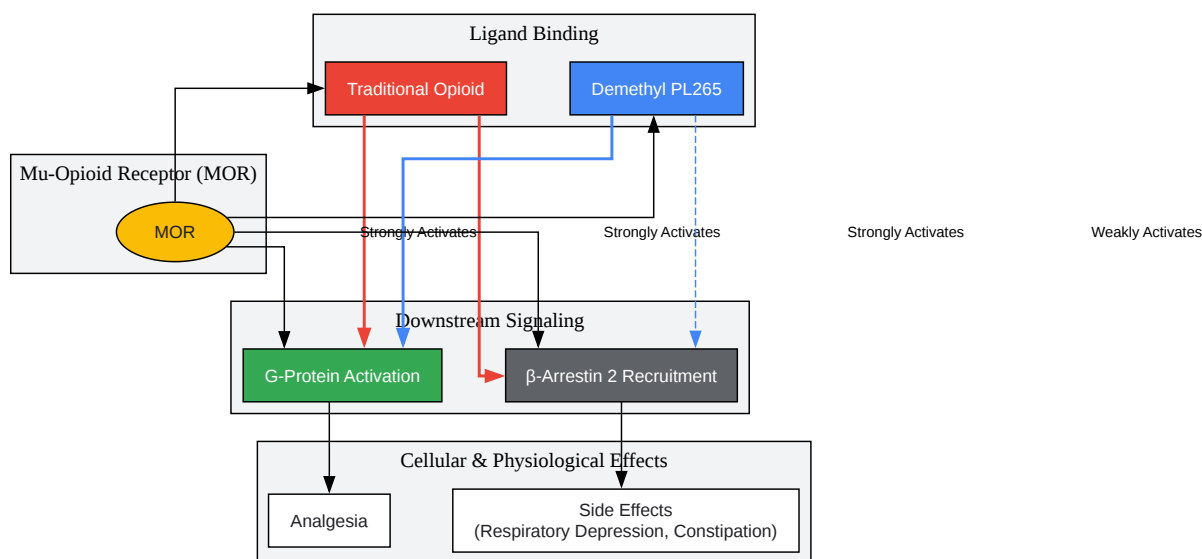 Ligand Binding
Traditional Opioid
Demethyl PL265
Mu-Opioid Receptor (MOR)
MOR
Strongly Activates
Strongly Activates
Strongly Activates
Weakly Activates
Downstream Signaling
G-Protein Activation
β-Arrestin 2 Recruitment
Cellular & Physiological Effects
Analgesia
Side Effects
(Respiratory Depression, Constipation)